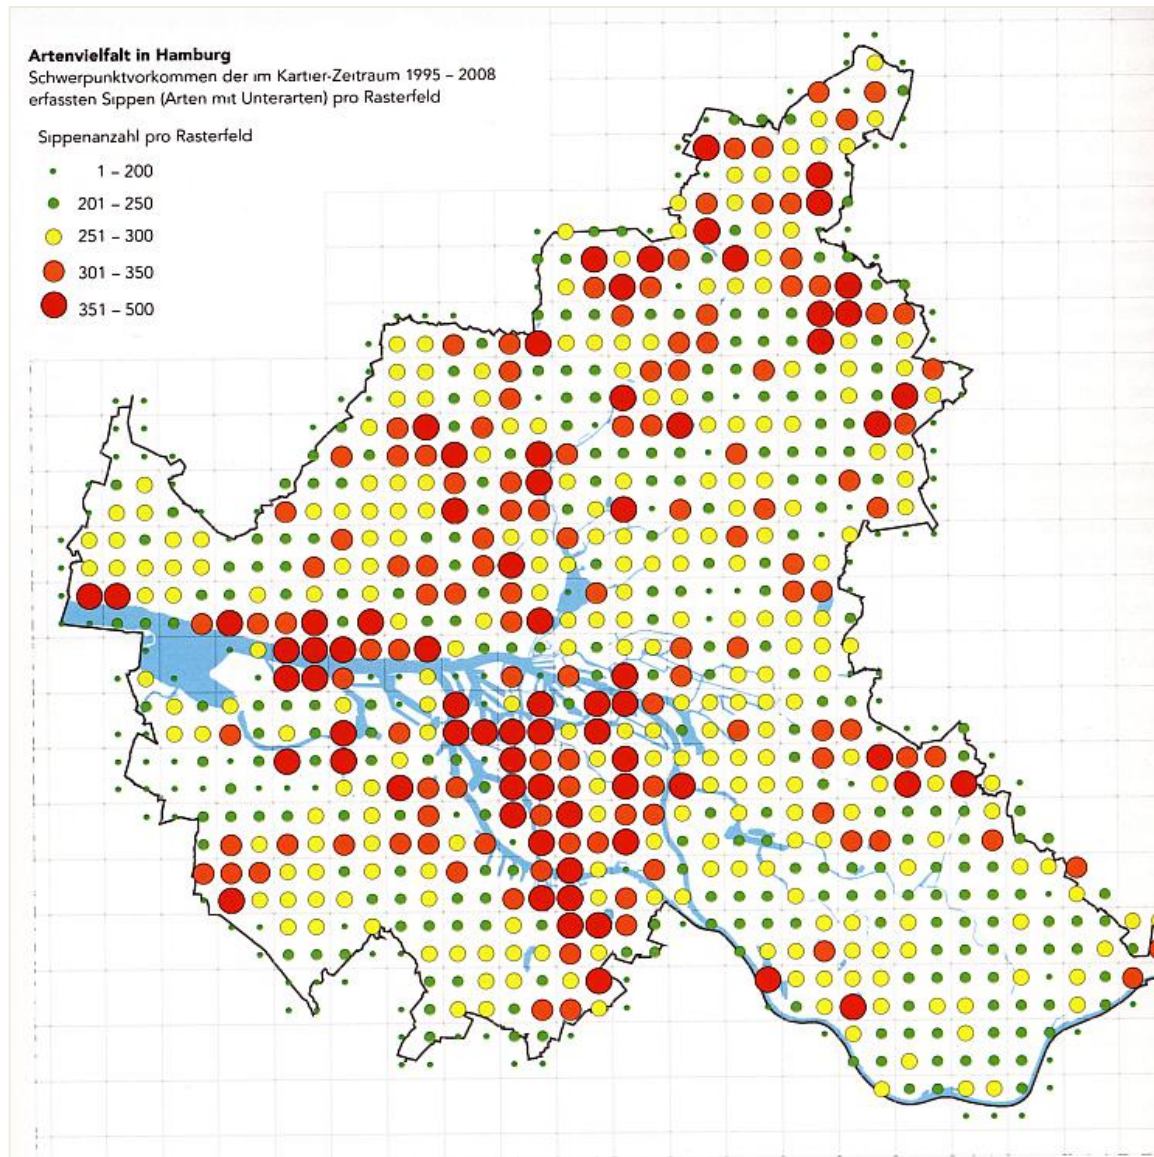 Artenvielfalt in Hamburg
Schwerpunktvorkommen der im Kartier-Zeitraum 1995 – 2008
erfassten Sippen (Arten mit Unterarten) pro Rasterfeld
Sippenanzahl pro Rasterfeld
1 – 200
201 – 250
251 – 300
301 – 350
351 – 500